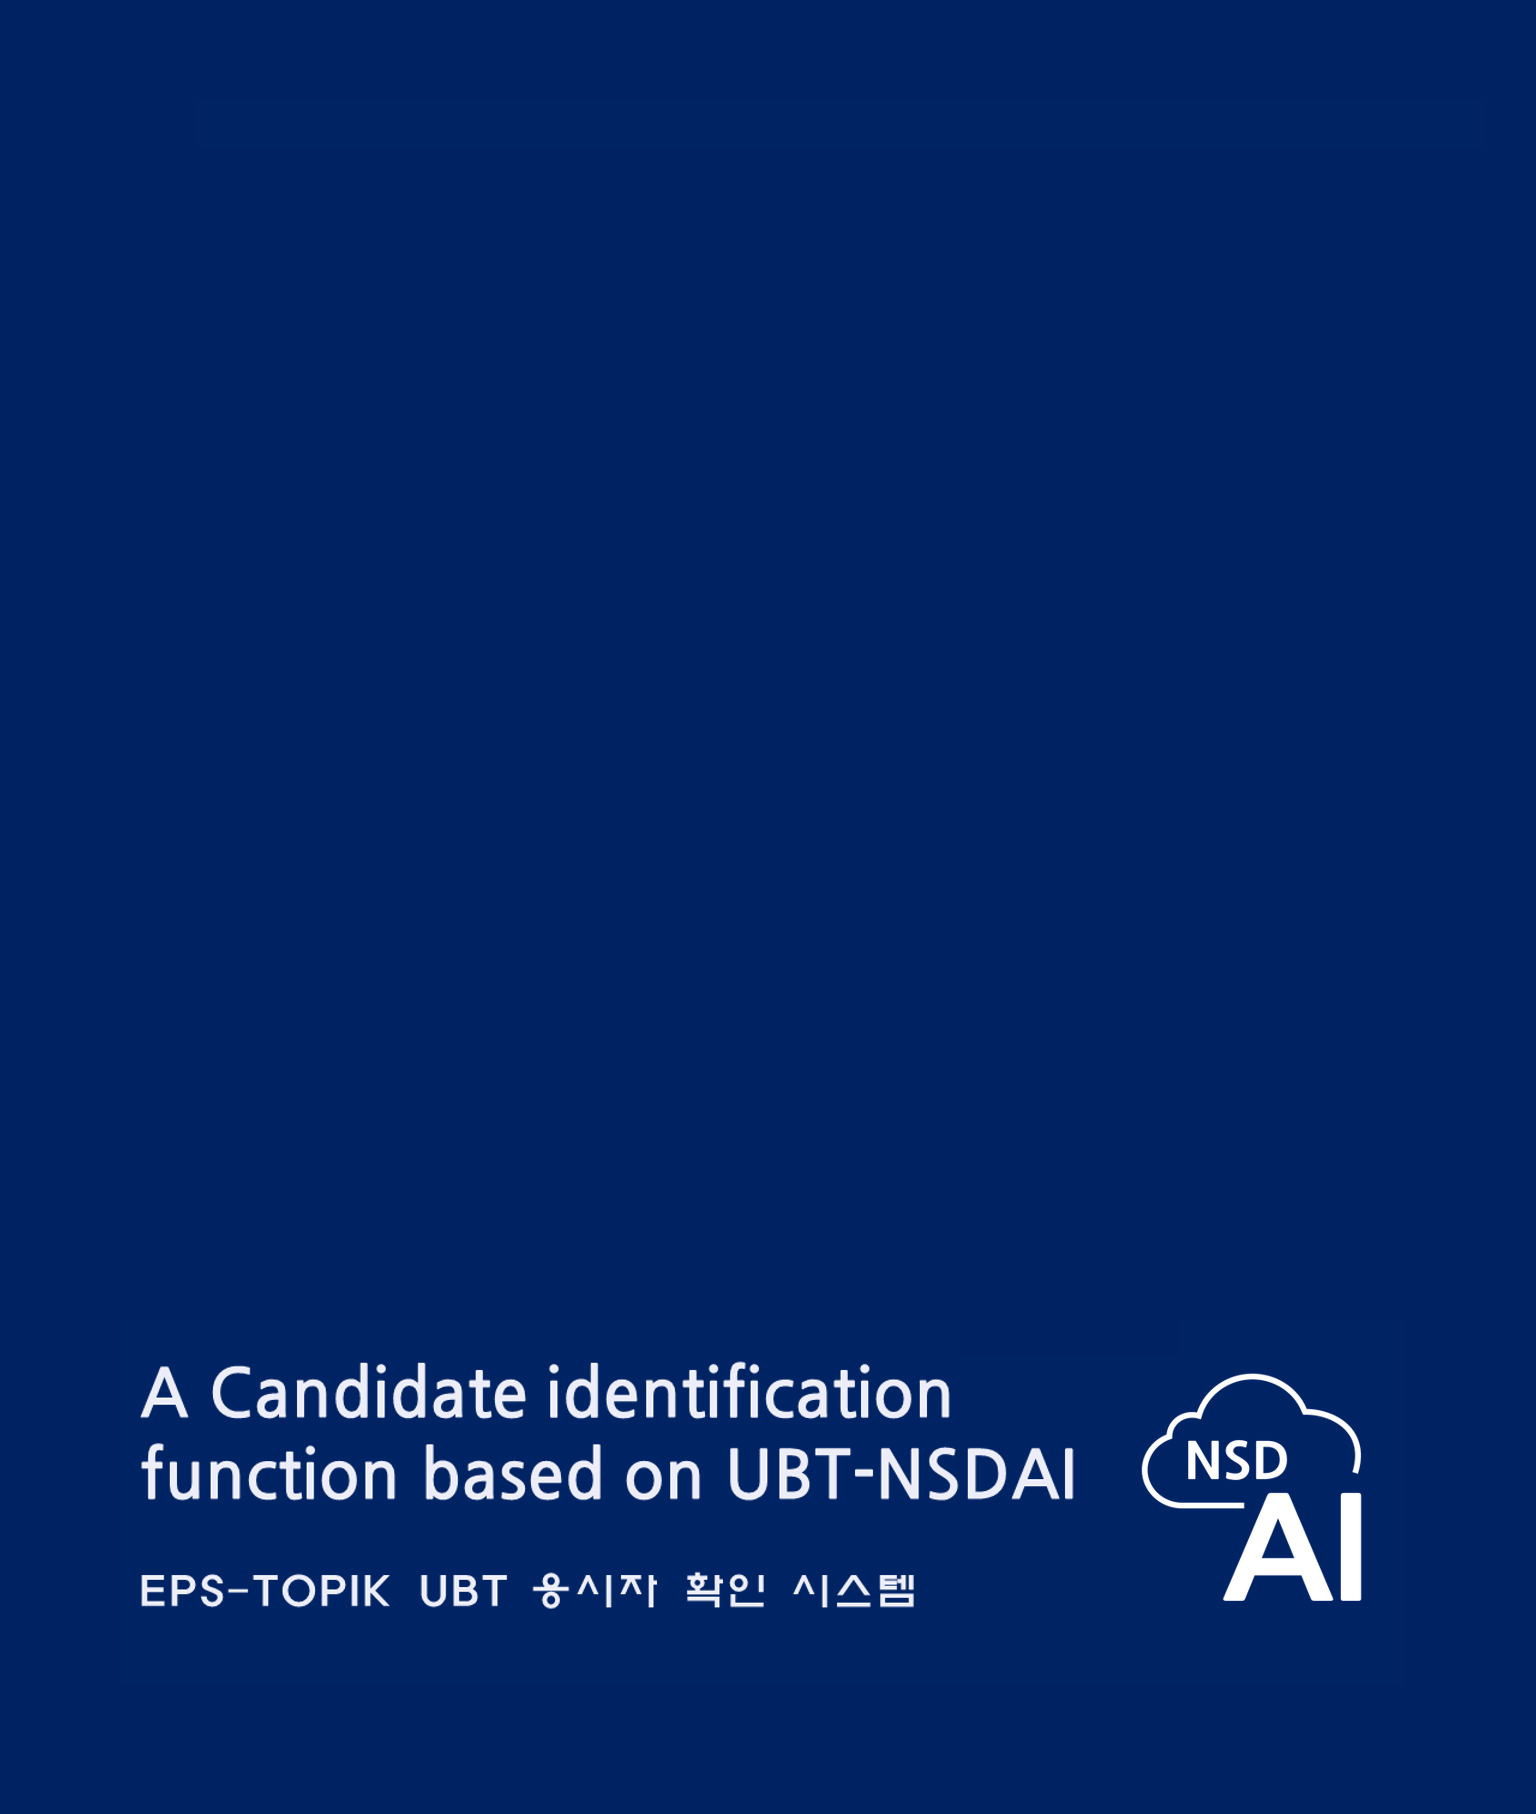 A Candidate identification
function based on UBT-NSDAI
EPS-TOPIK UBT 응시자 확인 시스템
NSD
AI